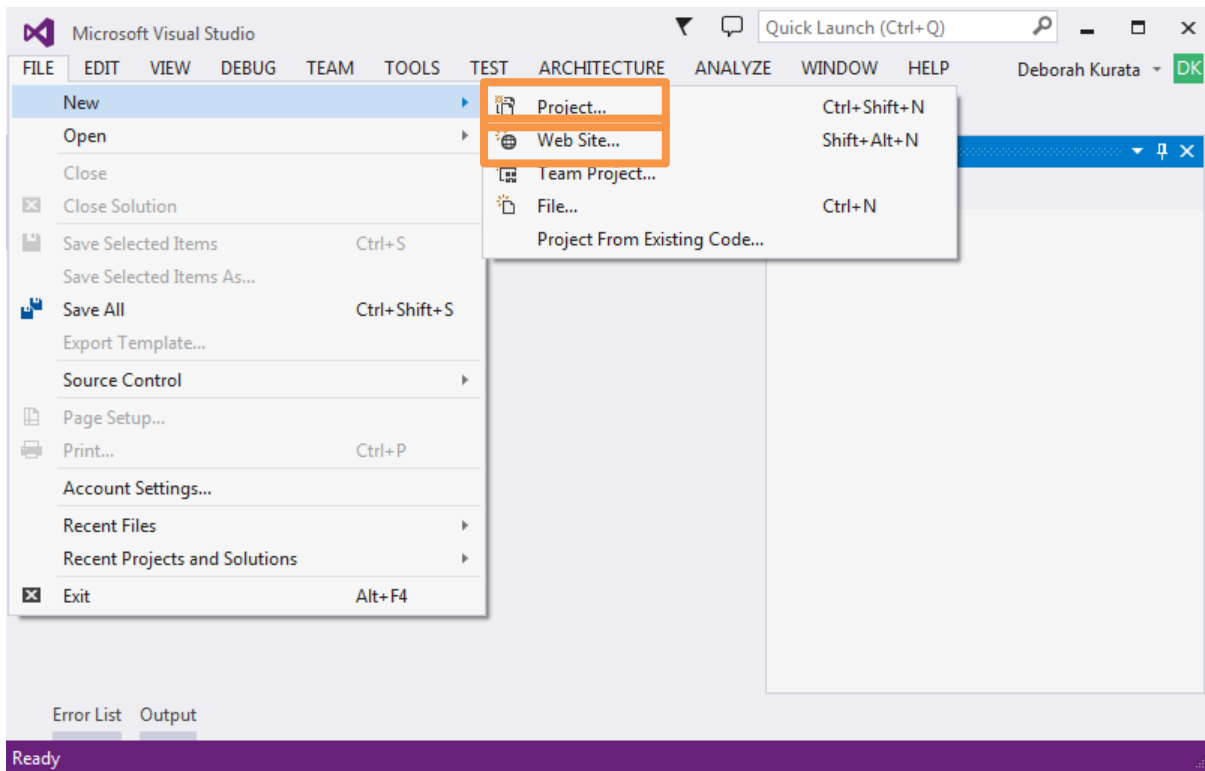 Microsoft Visual Studio Quick Launch (Ctrl+Q)
FILE EDIT VIEW DEBUG TEAM TOOLS TEST ARCHITECTURE ANALYZE WINDOW HELP Deborah Kurata DK
New
Open
Close
Close Solution
Save Selected Items Ctrl+S
Save Selected Items As...
Save All Ctrl+Shift+S
Export Template...
Source Control
Page Setup...
Print... Ctrl+P
Account Settings...
Recent Files
Recent Projects and Solutions
Exit Alt+F4
Project... Ctrl+Shift+N
Web Site... Shift+Alt+N
Team Project...
File... Ctrl+N
Project From Existing Code...
Error List Output
Ready